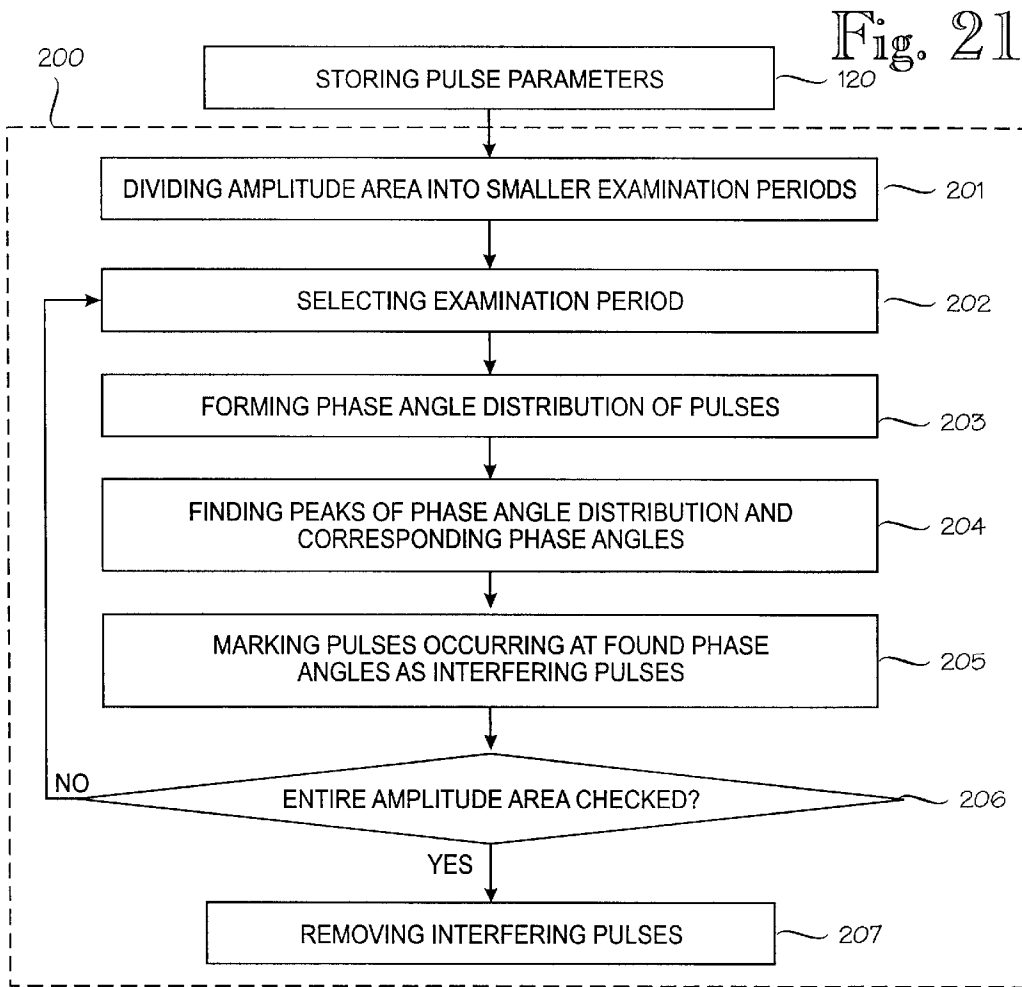 Fig. 21
200
STORING PULSE PARAMETERS
120
DIVIDING AMPLITUDE AREA INTO SMALLER EXAMINATION PERIODS
201
SELECTING EXAMINATION PERIOD
202
FORMING PHASE ANGLE DISTRIBUTION OF PULSES
203
FINDING PEAKS OF PHASE ANGLE DISTRIBUTION AND
CORRESPONDING PHASE ANGLES
204
MARKING PULSES OCCURRING AT FOUND PHASE
ANGLES AS INTERFERING PULSES
205
NO
ENTIRE AMPLITUDE AREA CHECKED?
206
YES
REMOVING INTERFERING PULSES
207